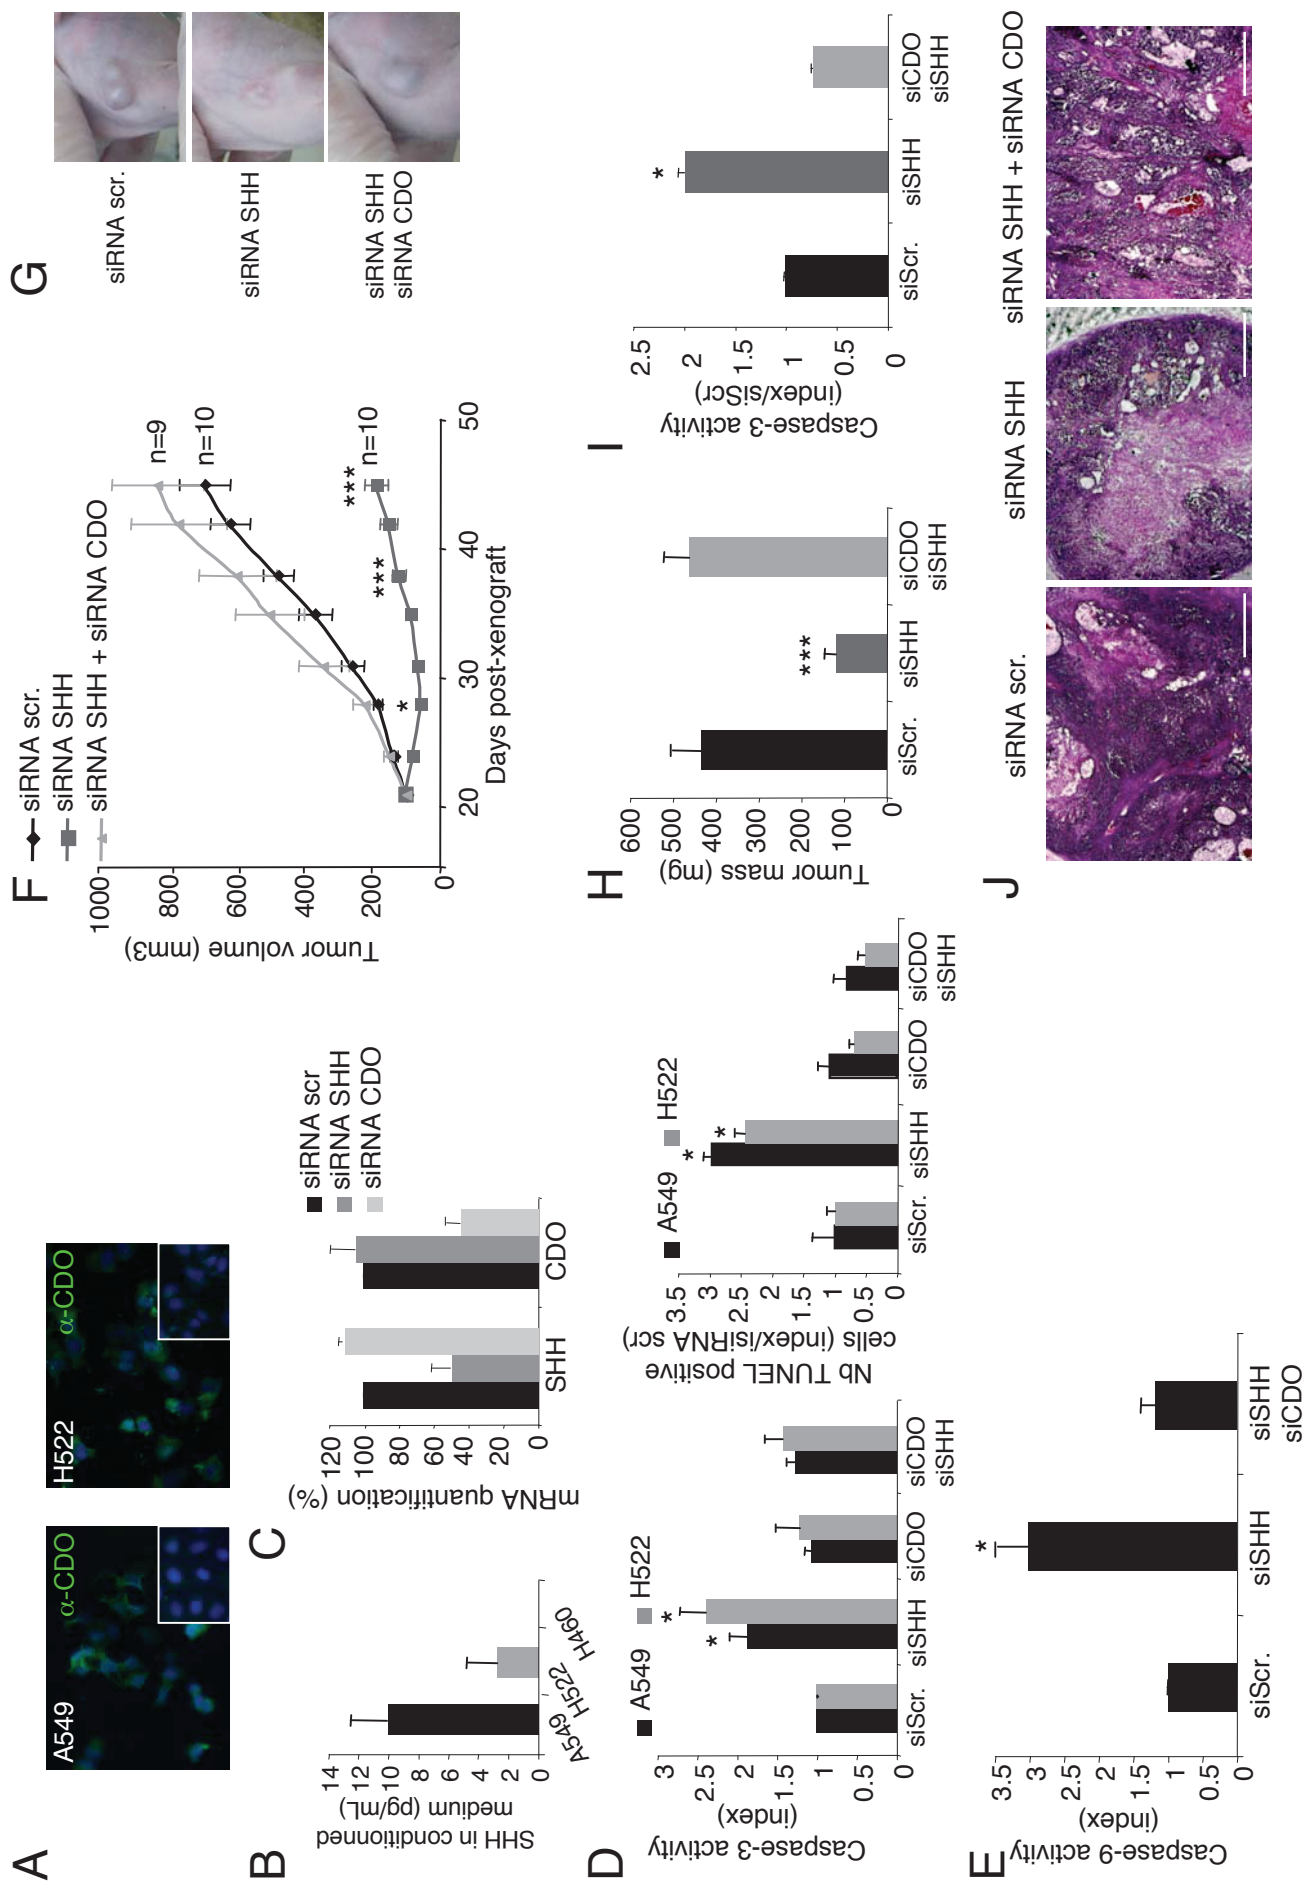 A
A549
α-CDO
H522
α-CDO
B
SHH in conditionned
medium (pg/mL)
14
12
10
8
6
4
2
0
A549
H522
H460
C
mRNA quantification (%)
120
100
80
60
40
20
0
SHH
CDO
siRNA scr
siRNA SHH
siRNA CDO
D
Caspase-3 activity
(index)
A549
H522
3
2.5
2
1.5
1
0.5
0
*
*
siScr.
siSHH
siCDO
siCDO
siSHH
Nb TUNEL positive
cells (index/isiRNA scr)
A549
H522
3.5
3
2.5
2
1.5
1
0.5
0
*
*
siScr.
siSHH
siCDO
siCDO
siSHH
E
Caspase-9 activity
(index)
3.5
3
2.5
2
1.5
1
0.5
0
*
siScr.
siSHH
siSHH
siCDO
F
siRNA scr.
siRNA SHH
siRNA SHH + siRNA CDO
Tumor volume (mm3)
1000
800
600
400
200
0
n=9
n=10
n=10
*
***
***
20
30
40
50
Days post-xenograft
G
siRNA scr.
siRNA SHH
siRNA SHH
siRNA CDO
H
Tumor mass (mg)
600
500
400
300
200
100
0
***
siScr.
siSHH
siCDO
siSHH
I
Caspase-3 activity
(index/siScr)
2.5
2
1.5
1
0.5
0
*
siScr.
siSHH
siCDO
siSHH
J
siRNA scr.
siRNA SHH
siRNA SHH + siRNA CDO